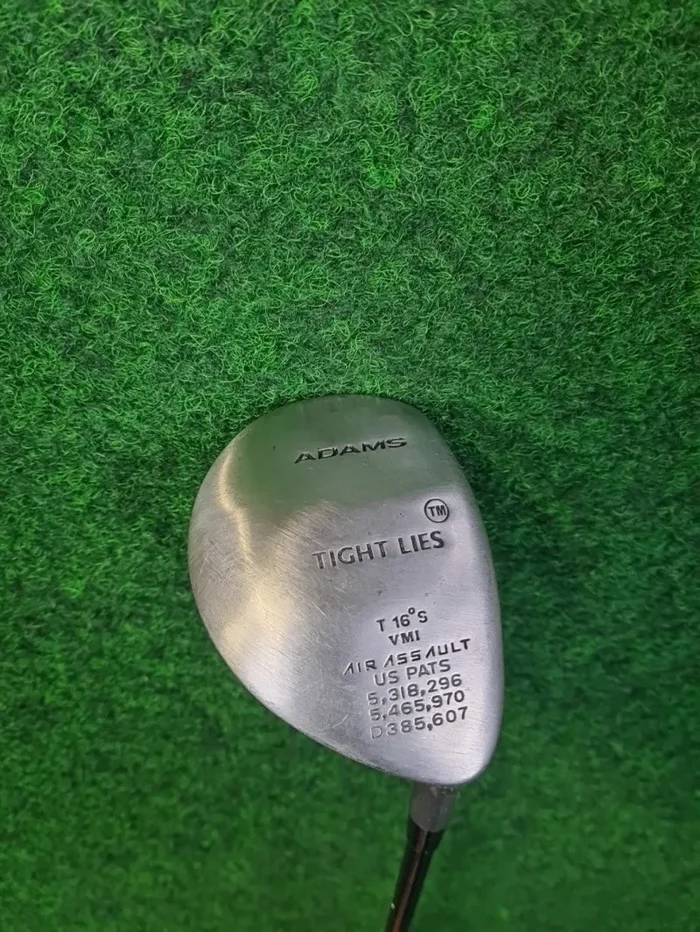 ADAMS
TM
TIGHT LIES
T 16°S
VMI
AIR ASSAULT
US PATS
5,318,296
5,465,970
D385,607